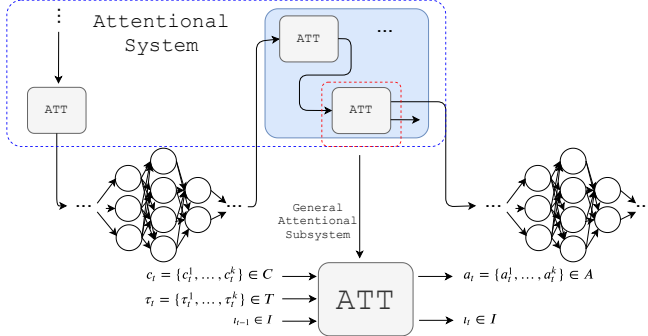 Attentional
System
ATT
...
ATT
ATT
...
...
...
...
General
Attentional
Subsystem
c_t = {c_t^1, ..., c_t^k} ∈ C
τ_t = {τ_t^1, ..., τ_t^k} ∈ T
ι_{t−1} ∈ I
ATT
a_t = {a_t^1, ..., a_t^k} ∈ A
ι_t ∈ I